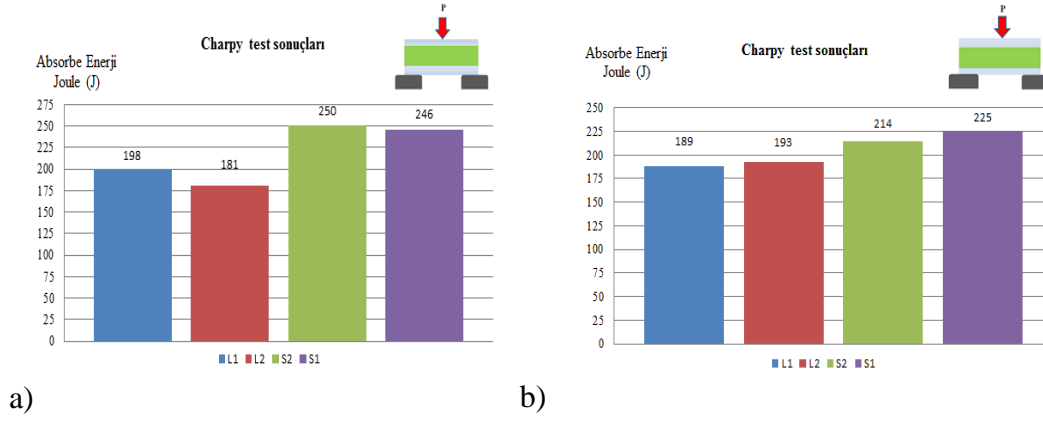 P
Charpy test sonuçları
Absorbe Enerji
Joule (J)
275
250
225
200
175
150
125
100
75
50
25
0
198
181
250
246
L1 L2 S2 S1
a)
P
Charpy test sonuçları
Absorbe Enerji
Joule (J)
250
225
200
175
150
125
100
75
50
25
0
189
193
214
225
L1 L2 S2 S1
b)